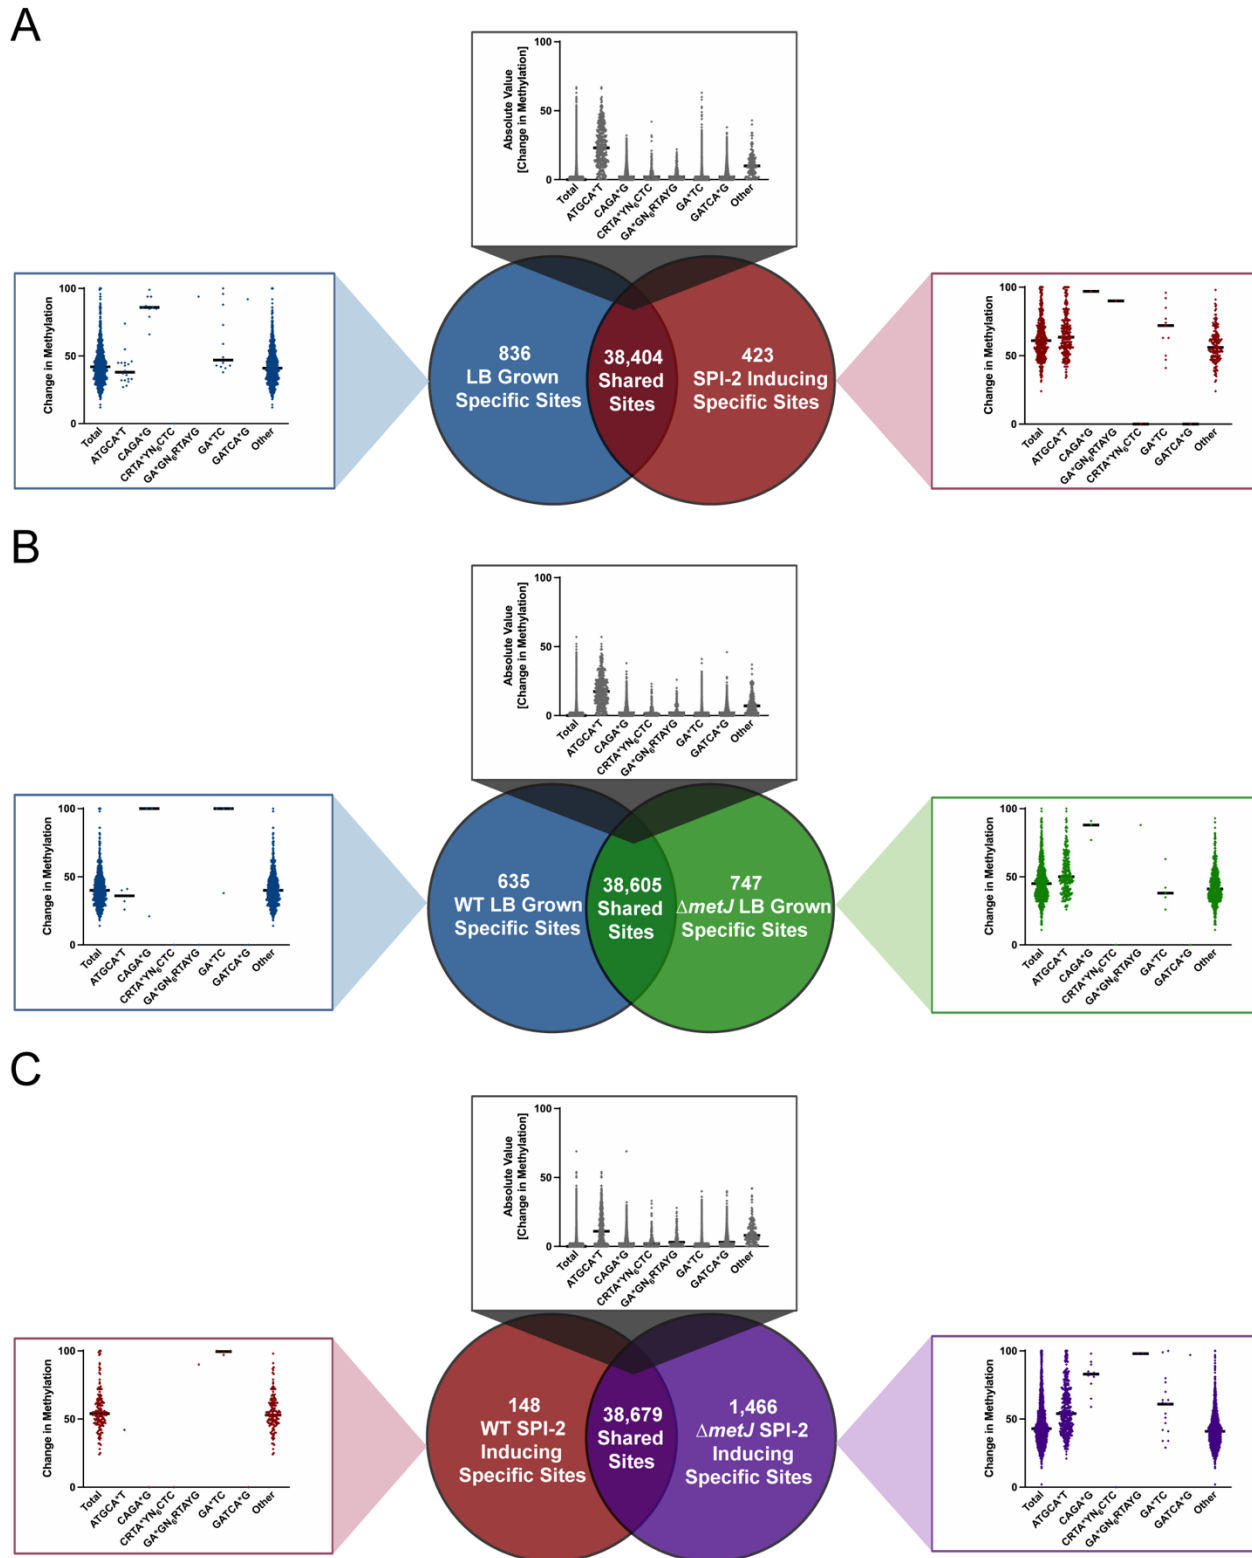 A
Absolute Value
[Change in Methylation]
100
50
0
Total
ATGCA*T
CAGA*G
CRTA*YN₆CTC
GA*GN₆RTAYG
GA*TC
GATCA*G
Other
Change in Methylation
100
50
0
Total
ATGCA*T
CAGA*G
CRTA*YN₆CTC
GA*GN₆RTAYG
GA*TC
GATCA*G
Other
836
LB Grown
Specific Sites
38,404
Shared
Sites
423
SPI-2 Inducing
Specific Sites
Change in Methylation
100
50
0
Total
ATGCA*T
CAGA*G
GA*GN₆RTAYG
CRTA*YN₆CTC
GA*TC
GATCA*G
Other
B
Absolute Value
[Change in Methylation]
100
50
0
Total
ATGCA*T
CAGA*G
CRTA*YN₆CTC
GA*GN₆RTAYG
GA*TC
GATCA*G
Other
Change in Methylation
100
50
0
Total
ATGCA*T
CAGA*G
CRTA*YN₆CTC
GA*GN₆RTAYG
GA*TC
GATCA*G
Other
635
WT LB Grown
Specific Sites
38,605
Shared
Sites
747
ΔmetJ LB Grown
Specific Sites
Change in Methylation
100
50
0
Total
ATGCA*T
CAGA*G
CRTA*YN₆CTC
GA*GN₆RTAYG
GA*TC
GATCA*G
Other
C
Absolute Value
[Change in Methylation]
100
50
0
Total
ATGCA*T
CAGA*G
CRTA*YN₆CTC
GA*GN₆RTAYG
GA*TC
GATCA*G
Other
Change in Methylation
100
50
0
Total
ATGCA*T
CAGA*G
CRTA*YN₆CTC
GA*GN₆RTAYG
GA*TC
GATCA*G
Other
148
WT SPI-2
Inducing
Specific Sites
38,679
Shared
Sites
1,466
ΔmetJ SPI-2
Inducing
Specific Sites
Change in Methylation
100
50
0
Total
ATGCA*T
CAGA*G
CRTA*YN₆CTC
GA*GN₆RTAYG
GA*TC
GATCA*G
Other